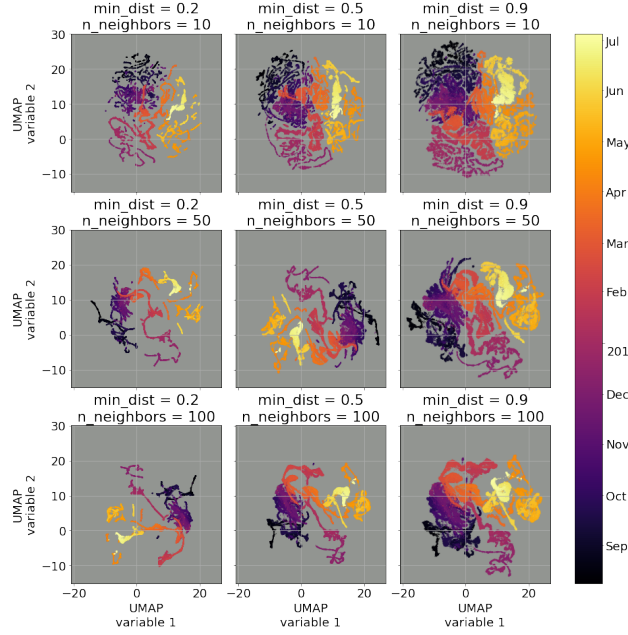 min_dist = 0.2
n_neighbors = 10
min_dist = 0.5
n_neighbors = 10
min_dist = 0.9
n_neighbors = 10
30
20
10
0
−10
UMAP
variable 2
min_dist = 0.2
n_neighbors = 50
min_dist = 0.5
n_neighbors = 50
min_dist = 0.9
n_neighbors = 50
30
20
10
0
−10
UMAP
variable 2
min_dist = 0.2
n_neighbors = 100
min_dist = 0.5
n_neighbors = 100
min_dist = 0.9
n_neighbors = 100
30
20
10
0
−10
UMAP
variable 2
−20 0 20
UMAP
variable 1
−20 0 20
UMAP
variable 1
−20 0 20
UMAP
variable 1
Jul
Jun
May
Apr
Mar
Feb
201
Dec
Nov
Oct
Sep